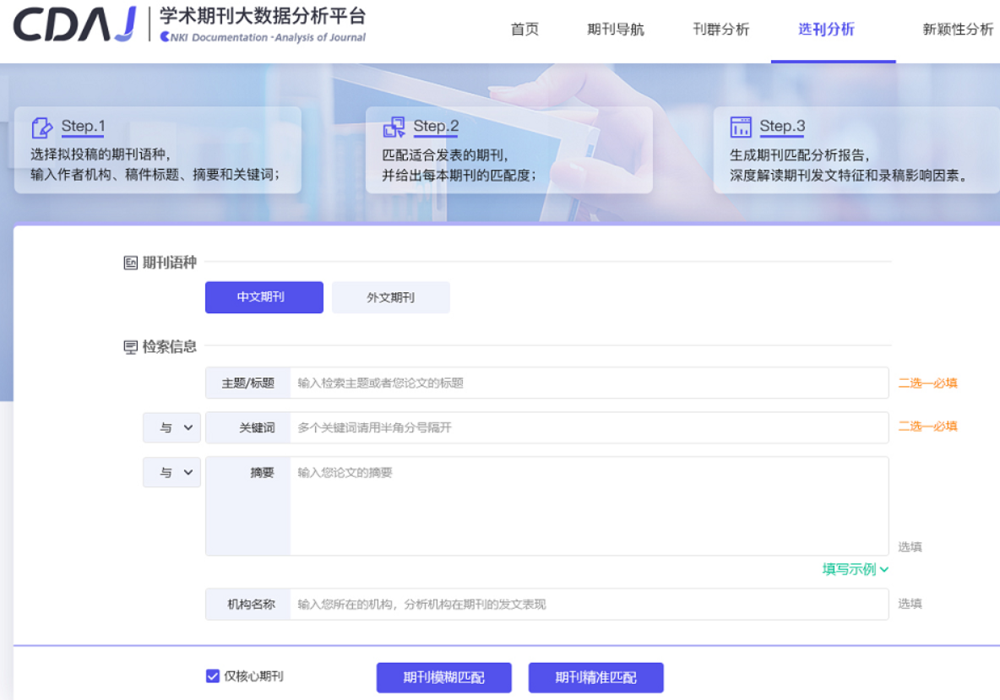 CDAJ
学术期刊大数据分析平台
CNKI Documentation -Analysis of Journal
首页
期刊导航
刊群分析
选刊分析
新颖性分析
Step.1
选择拟投稿的期刊语种,
输入作者机构、稿件标题、摘要和关键词;
Step.2
匹配适合发表的期刊,
并给出每本期刊的匹配度;
Step.3
生成期刊匹配分析报告,
深度解读期刊发文特征和录稿影响因素。
En 期刊语种
中文期刊
外文期刊
检索信息
主题/标题 输入检索主题或者您论文的标题 二选一必填
与 关键词 多个关键词请用半角分号隔开 二选一必填
与 摘要 输入您论文的摘要
选填
填写示例
机构名称 输入您所在的机构，分析机构在期刊的发文表现 选填
仅核心期刊 期刊模糊匹配 期刊精准匹配